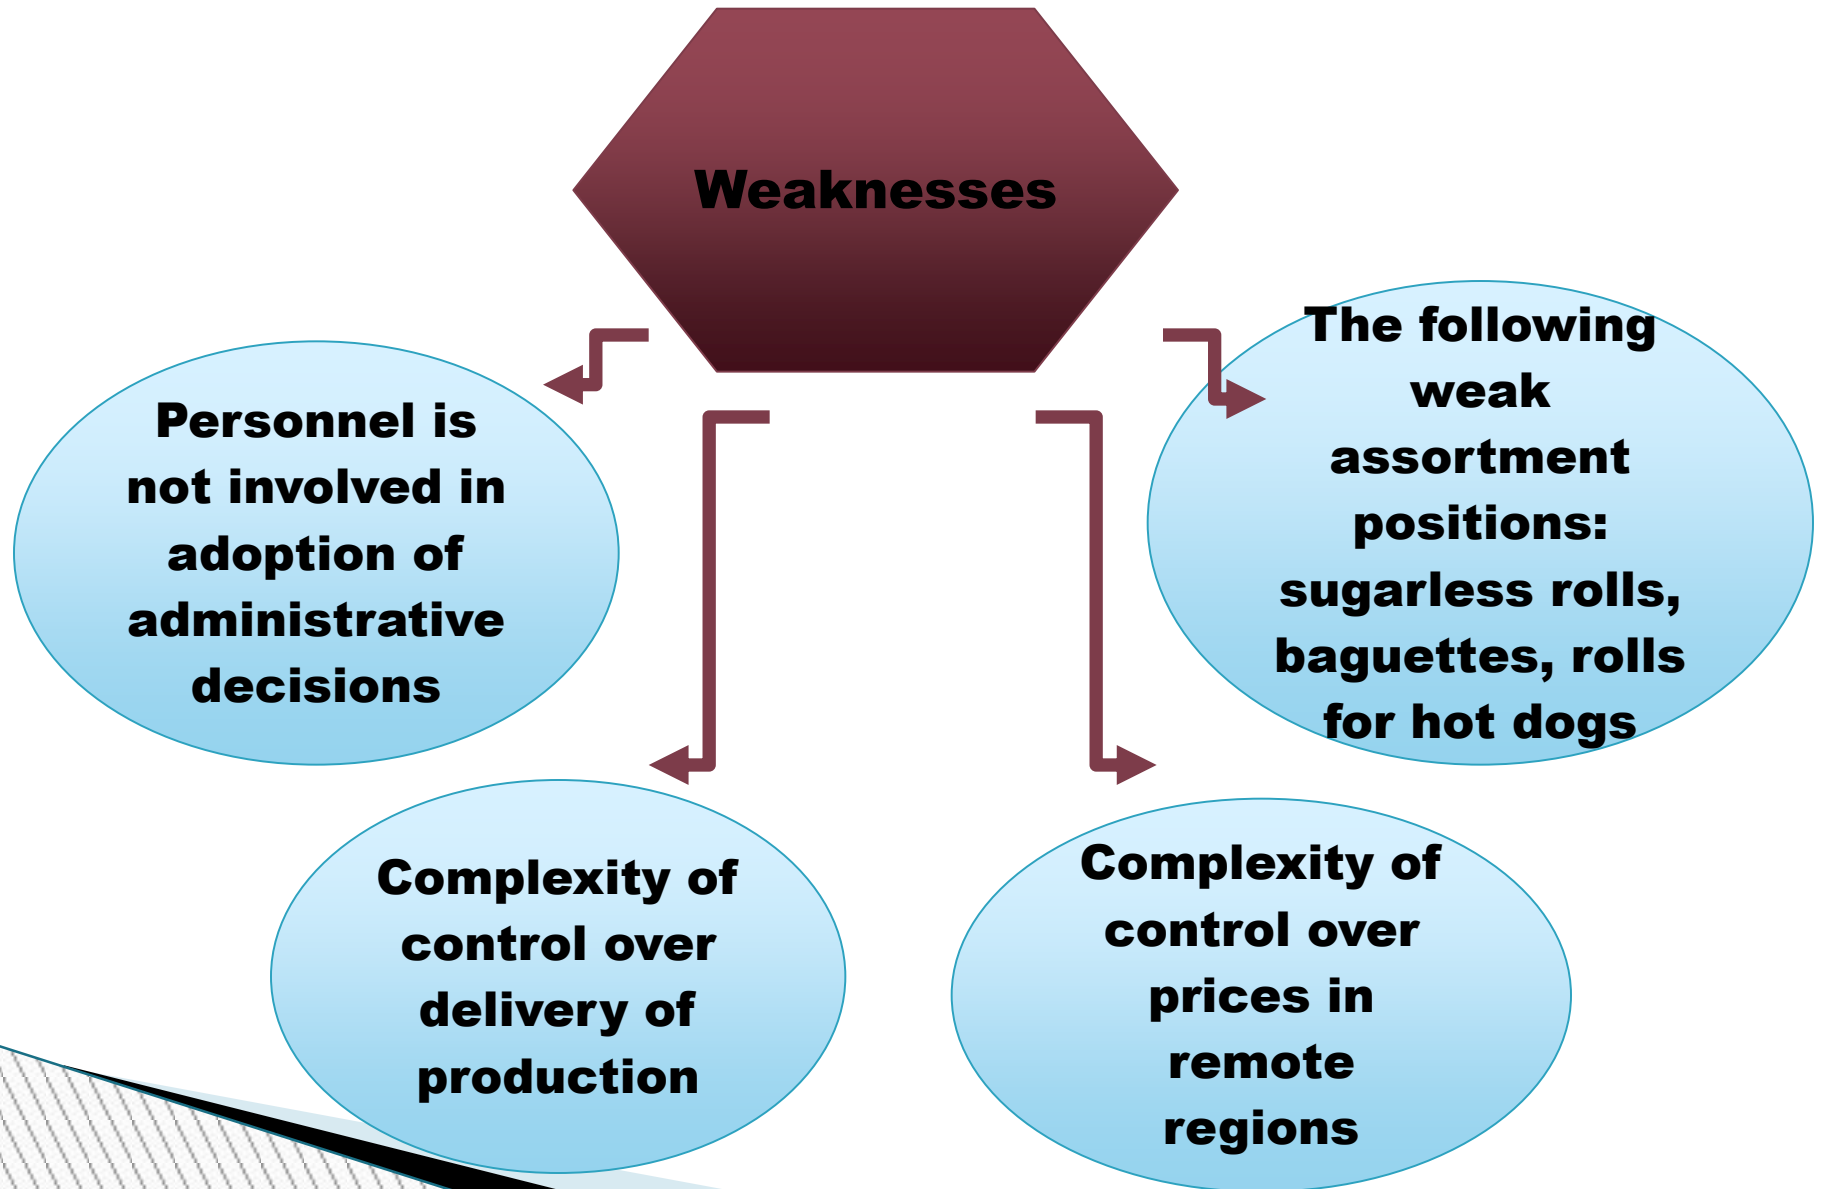 Weaknesses
Personnel is
not involved in
adoption of
administrative
decisions
The following
weak
assortment
positions:
sugarless rolls,
baguettes, rolls
for hot dogs
Complexity of
control over
delivery of
production
Complexity of
control over
prices in
remote
regions